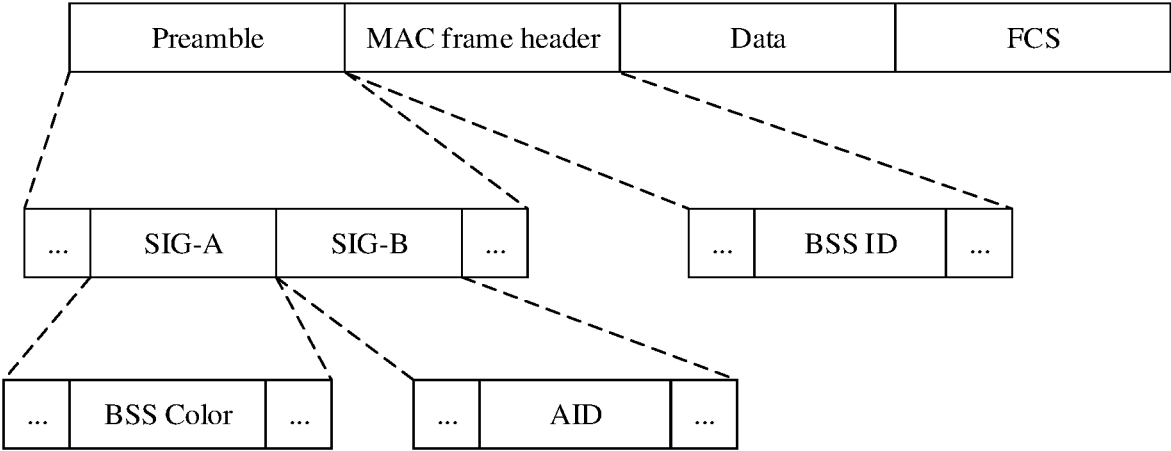 Preamble MAC frame header Data FCS
... SIG-A SIG-B ... ... BSS ID ...
... BSS Color ... ... AID ...